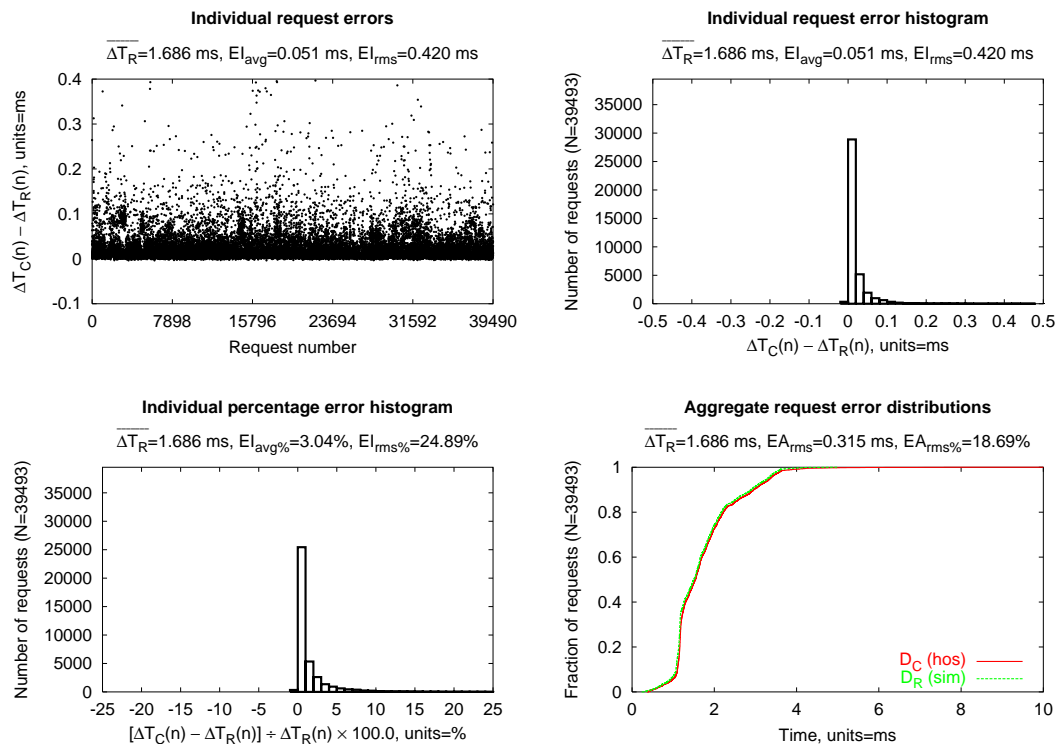 Individual request errors
ΔT_R=1.686 ms, EI_avg=0.051 ms, EI_rms=0.420 ms
ΔT_C(n) − ΔT_R(n), units=ms
0.4
0.3
0.2
0.1
0
-0.1
0 7898 15796 23694 31592 39490
Request number
Individual request error histogram
ΔT_R=1.686 ms, EI_avg=0.051 ms, EI_rms=0.420 ms
Number of requests (N=39493)
35000
30000
25000
20000
15000
10000
5000
0
-0.5 -0.4 -0.3 -0.2 -0.1 0 0.1 0.2 0.3 0.4 0.5
ΔT_C(n) − ΔT_R(n), units=ms
Individual percentage error histogram
ΔT_R=1.686 ms, EI_avg%=3.04%, EI_rms%=24.89%
Number of requests (N=39493)
35000
30000
25000
20000
15000
10000
5000
0
-25 -20 -15 -10 -5 0 5 10 15 20 25
[ΔT_C(n) − ΔT_R(n)] ÷ ΔT_R(n) × 100.0, units=%
Aggregate request error distributions
ΔT_R=1.686 ms, EA_rms=0.315 ms, EA_rms%=18.69%
Fraction of requests (N=39493)
1
0.8
0.6
0.4
0.2
0
D_C (hos)
D_R (sim)
0 2 4 6 8 10
Time, units=ms